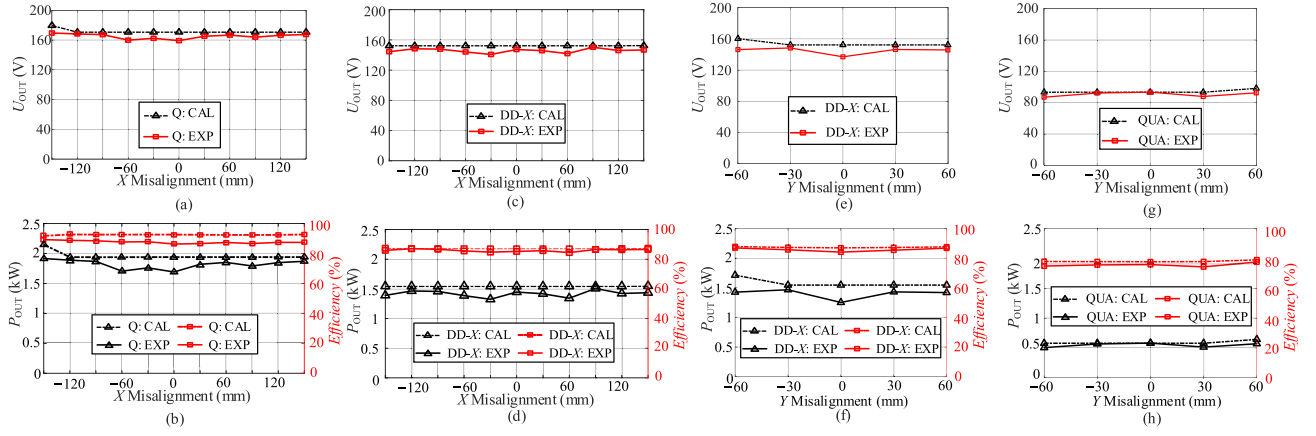 200
160
120
80
40
0
U_OUT (V)
Q: CAL
Q: EXP
−120 −60 0 60 120
X Misalignment (mm)
(a)
200
160
120
80
40
0
U_OUT (V)
DD-X: CAL
DD-X: EXP
−120 −60 0 60 120
X Misalignment (mm)
(c)
200
160
120
80
40
0
U_OUT (V)
DD-X: CAL
DD-X: EXP
−60 −30 0 30 60
Y Misalignment (mm)
(e)
200
160
120
80
40
0
U_OUT (V)
QUA: CAL
QUA: EXP
−60 −30 0 30 60
Y Misalignment (mm)
(g)
2.5
2
1.5
1
0.5
0
P_OUT (kW)
100
80
60
40
20
0
Efficiency (%)
Q: CAL Q: CAL
Q: EXP Q: EXP
−120 −60 0 60 120
X Misalignment (mm)
(b)
2.5
2
1.5
1
0.5
0
P_OUT (kW)
100
80
60
40
20
0
Efficiency (%)
DD-X: CAL DD-X: CAL
DD-X: EXP DD-X: EXP
−120 −60 0 60 120
X Misalignment (mm)
(d)
2.5
2
1.5
1
0.5
0
P_OUT (kW)
100
80
60
40
20
0
Efficiency (%)
DD-X: CAL DD-X: CAL
DD-X: EXP DD-X: EXP
−60 −30 0 30 60
Y Misalignment (mm)
(f)
2.5
2
1.5
1
0.5
0
P_OUT (kW)
100
80
60
40
20
0
Efficiency (%)
QUA: CAL QUA: CAL
QUA: EXP QUA: EXP
−60 −30 0 30 60
Y Misalignment (mm)
(h)